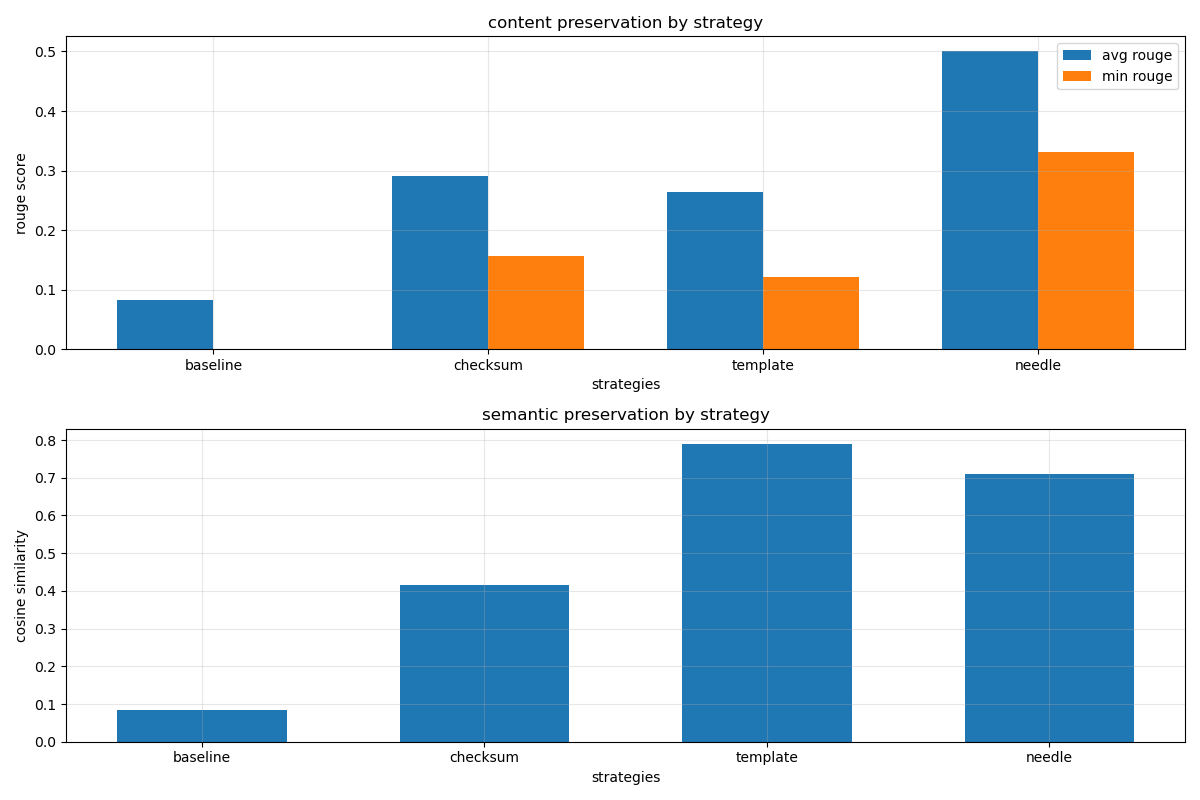 content preservation by strategy
avg rouge
min rouge
0.5
0.4
0.3
0.2
0.1
0.0
rouge score
baseline checksum template needle
strategies
semantic preservation by strategy
0.8
0.7
0.6
0.5
0.4
0.3
0.2
0.1
0.0
cosine similarity
baseline checksum template needle
strategies